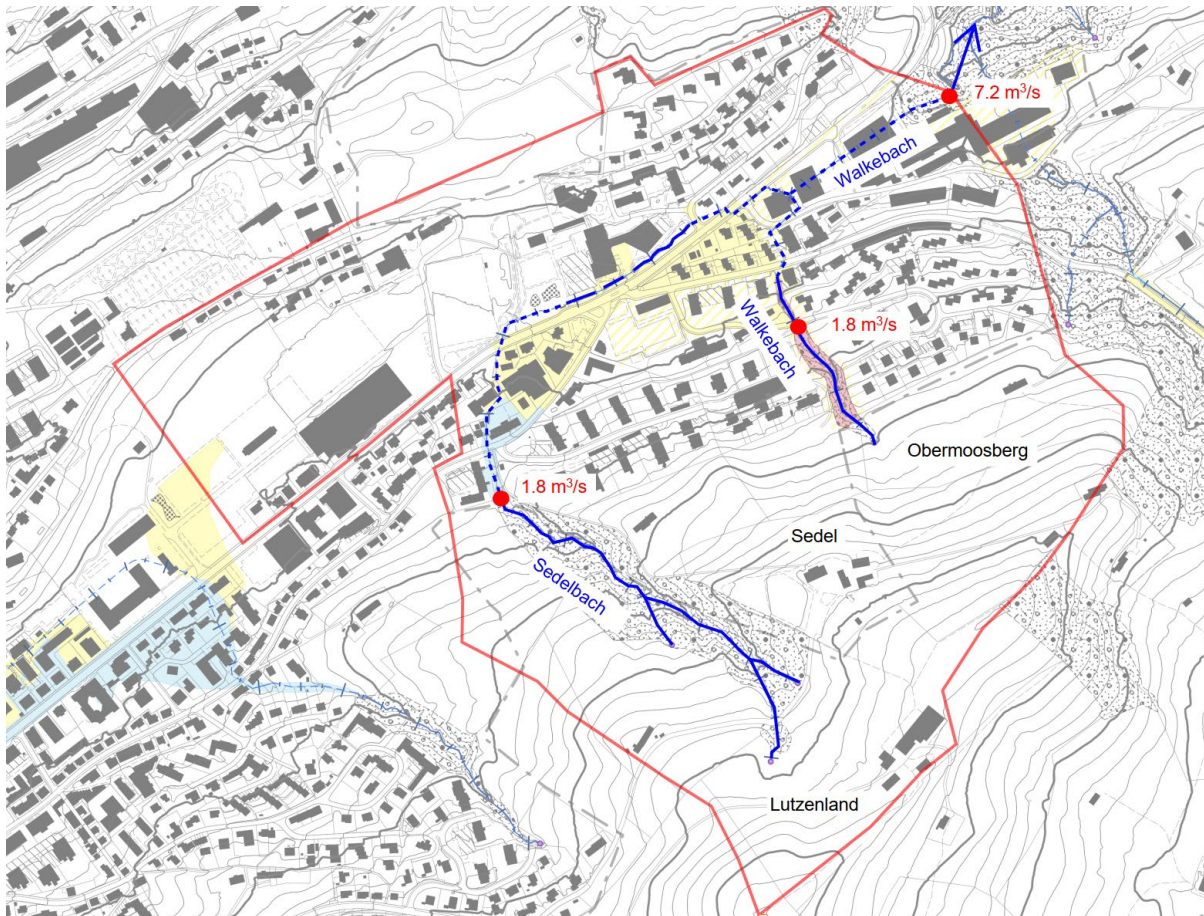 7.2 m³/s
Walkebach
Walkebach
1.8 m³/s
Obermoosberg
1.8 m³/s
Sedel
Sedelbach
Lutzenland